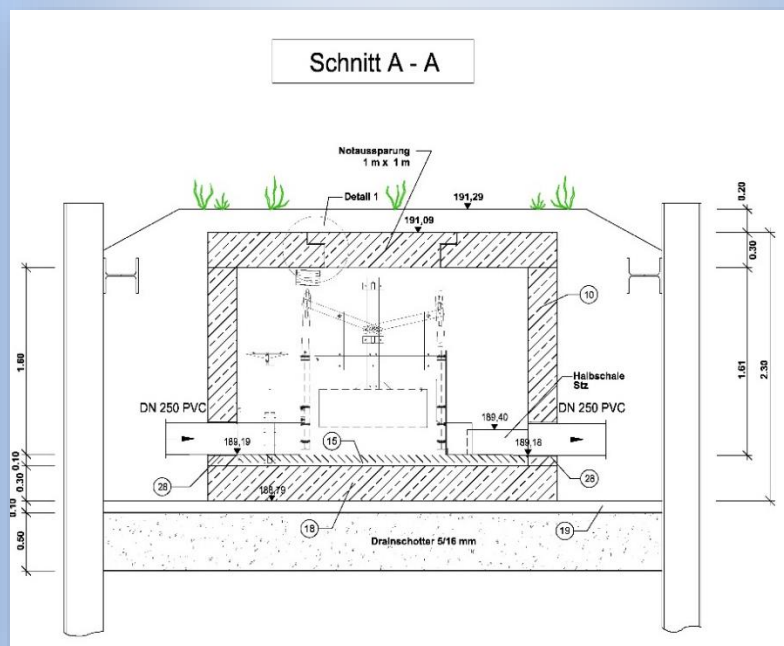 Schnitt A - A
Notaussparung
1 m x 1 m
Detail 1
191,29
191,09
0.20
0.30
10
1.60
1.61
2.30
Halbschale
Stz
DN 250 PVC
DN 250 PVC
189,40
189,19
15
189,18
0.10
28
28
0.30
188,79
0.10
18
19
Drainschotter 5/16 mm
0.50